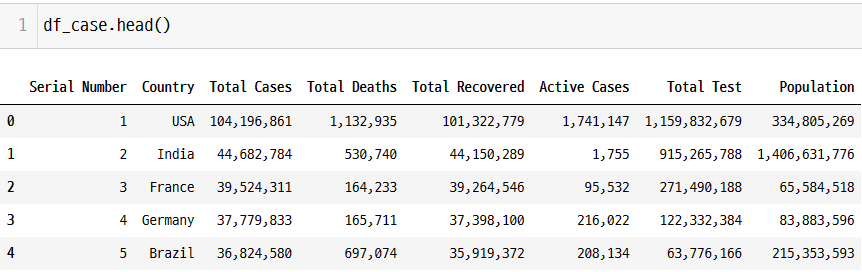 1 df_case.head()
Serial Number Country Total Cases Total Deaths Total Recovered Active Cases Total Test Population
0 1 USA 104,196,861 1,132,935 101,322,779 1,741,147 1,159,832,679 334,805,269
1 2 India 44,682,784 530,740 44,150,289 1,755 915,265,788 1,406,631,776
2 3 France 39,524,311 164,233 39,264,546 95,532 271,490,188 65,584,518
3 4 Germany 37,779,833 165,711 37,398,100 216,022 122,332,384 83,883,596
4 5 Brazil 36,824,580 697,074 35,919,372 208,134 63,776,166 215,353,593